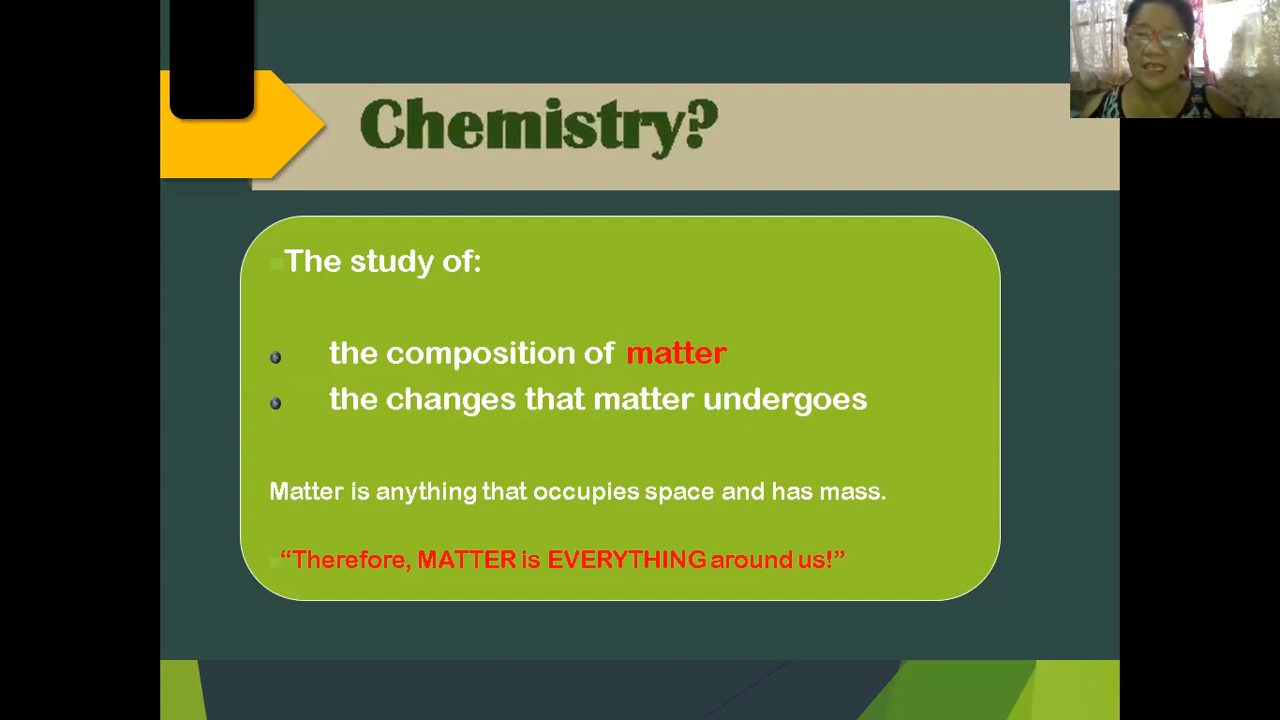 Chemistry?
The study of:
the composition of matter
the changes that matter undergoes
Matter is anything that occupies space and has mass.
“Therefore, MATTER is EVERYTHING around us!”